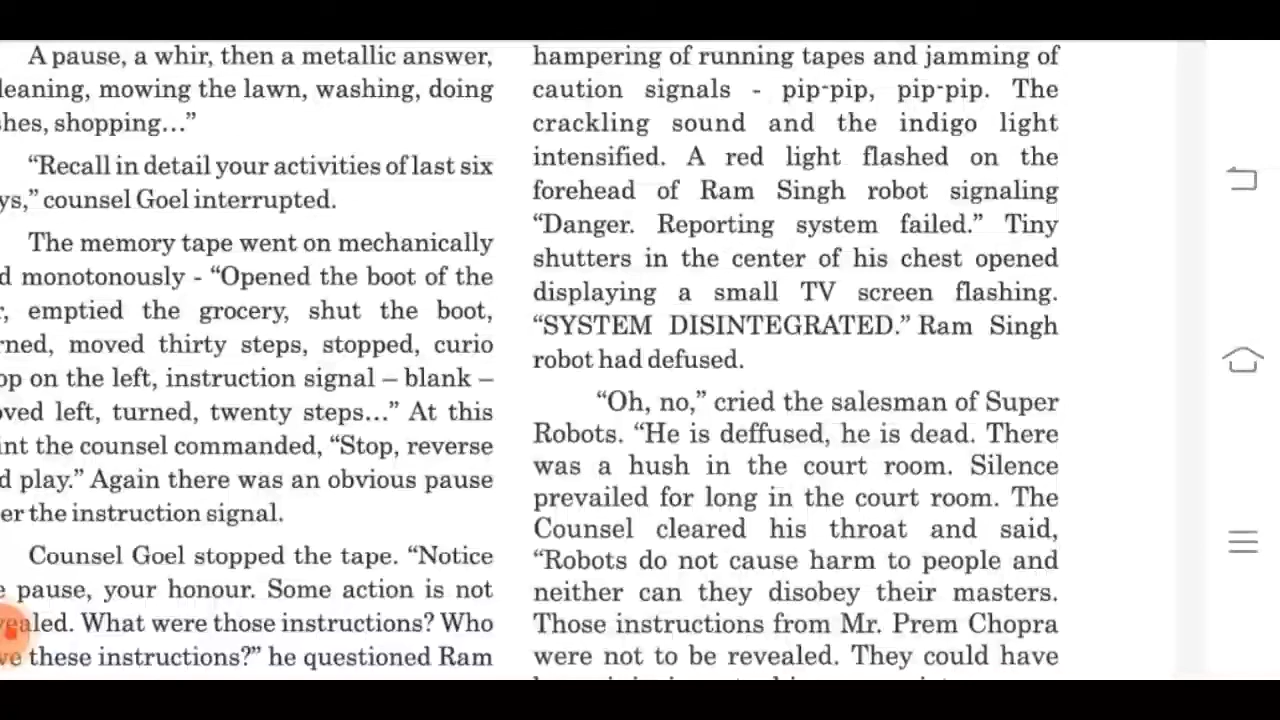 A pause, a whir, then a metallic answer,
leaning, mowing the lawn, washing, doing
shes, shopping…”
“Recall in detail your activities of last six
ys,” counsel Goel interrupted.
The memory tape went on mechanically
d monotonously - “Opened the boot of the
r, emptied the grocery, shut the boot,
rned, moved thirty steps, stopped, curio
op on the left, instruction signal – blank –
oved left, turned, twenty steps…” At this
int the counsel commanded, “Stop, reverse
d play.” Again there was an obvious pause
er the instruction signal.
Counsel Goel stopped the tape. “Notice
e pause, your honour. Some action is not
vealed. What were those instructions? Who
ve these instructions?” he questioned Ram
hampering of running tapes and jamming of
caution signals - pip-pip, pip-pip. The
crackling sound and the indigo light
intensified. A red light flashed on the
forehead of Ram Singh robot signaling
“Danger. Reporting system failed.” Tiny
shutters in the center of his chest opened
displaying a small TV screen flashing.
“SYSTEM DISINTEGRATED.” Ram Singh
robot had defused.
“Oh, no,” cried the salesman of Super
Robots. “He is deffused, he is dead. There
was a hush in the court room. Silence
prevailed for long in the court room. The
Counsel cleared his throat and said,
“Robots do not cause harm to people and
neither can they disobey their masters.
Those instructions from Mr. Prem Chopra
were not to be revealed. They could have